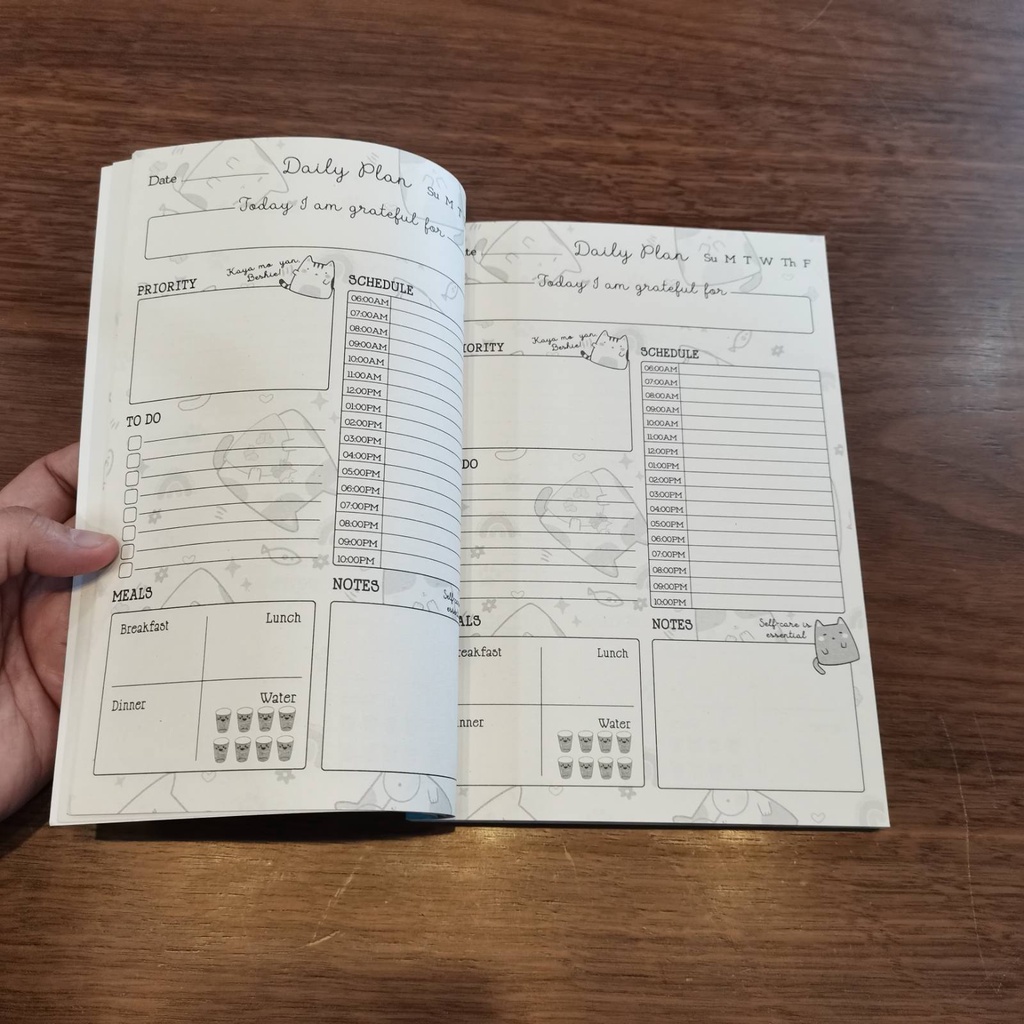 Date
Daily Plan
Su M T
Today I am grateful for
PRIORITY
Kaya mo yan,
Beshie!
SCHEDULE
06:00AM
07:00AM
08:00AM
09:00AM
10:00AM
11:00AM
12:00PM
01:00PM
02:00PM
03:00PM
04:00PM
05:00PM
06:00PM
07:00PM
08:00PM
09:00PM
10:00PM
TO DO
MEALS
Breakfast
Lunch
Dinner
Water
NOTES
Daily Plan
Su M T W Th F
Today I am grateful for
IORITY
Kaya mo yan,
Beshie!
SCHEDULE
06:00AM
07:00AM
08:00AM
09:00AM
10:00AM
11:00AM
12:00PM
01:00PM
02:00PM
03:00PM
04:00PM
05:00PM
06:00PM
07:00PM
08:00PM
09:00PM
10:00PM
DO
ALS
reakfast
Lunch
nner
Water
NOTES
Self-care is
essential